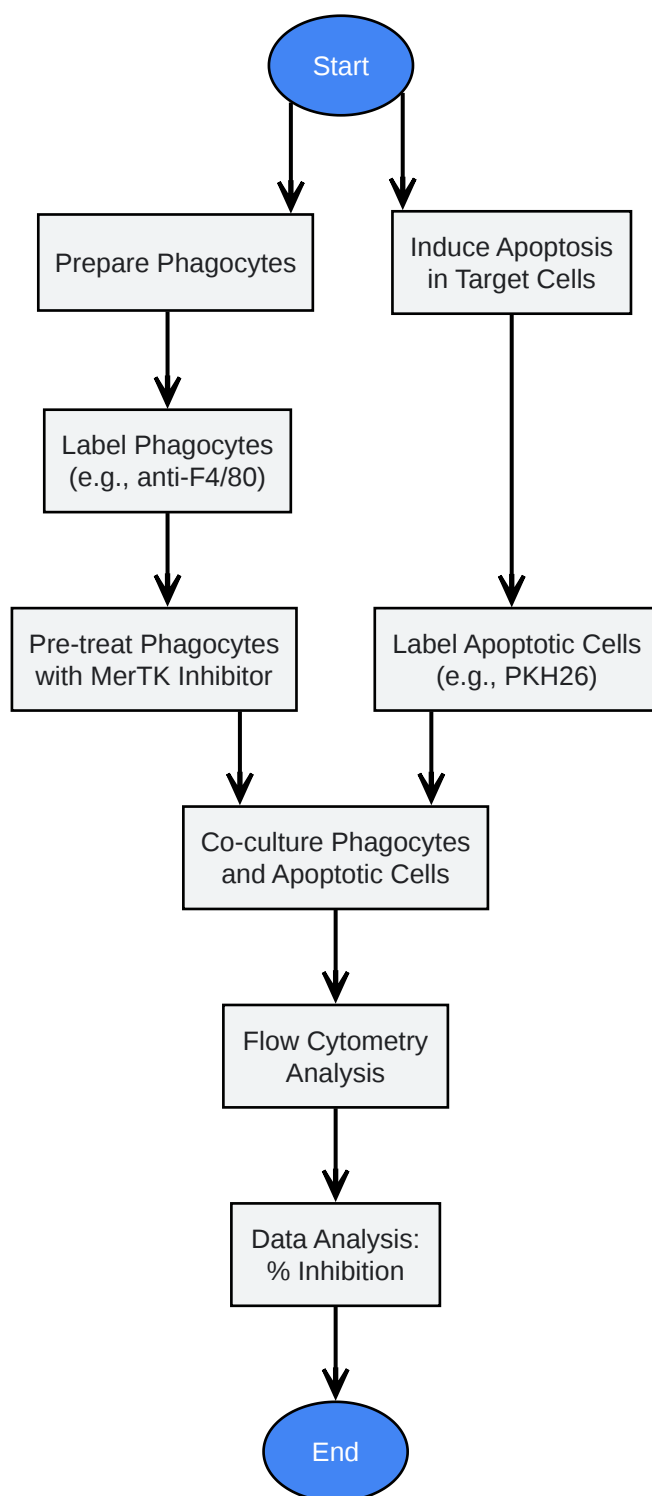 Start
Prepare Phagocytes
Induce Apoptosis
in Target Cells
Label Phagocytes
(e.g., anti-F4/80)
Pre-treat Phagocytes
with MerTK Inhibitor
Label Apoptotic Cells
(e.g., PKH26)
Co-culture Phagocytes
and Apoptotic Cells
Flow Cytometry
Analysis
Data Analysis:
% Inhibition
End